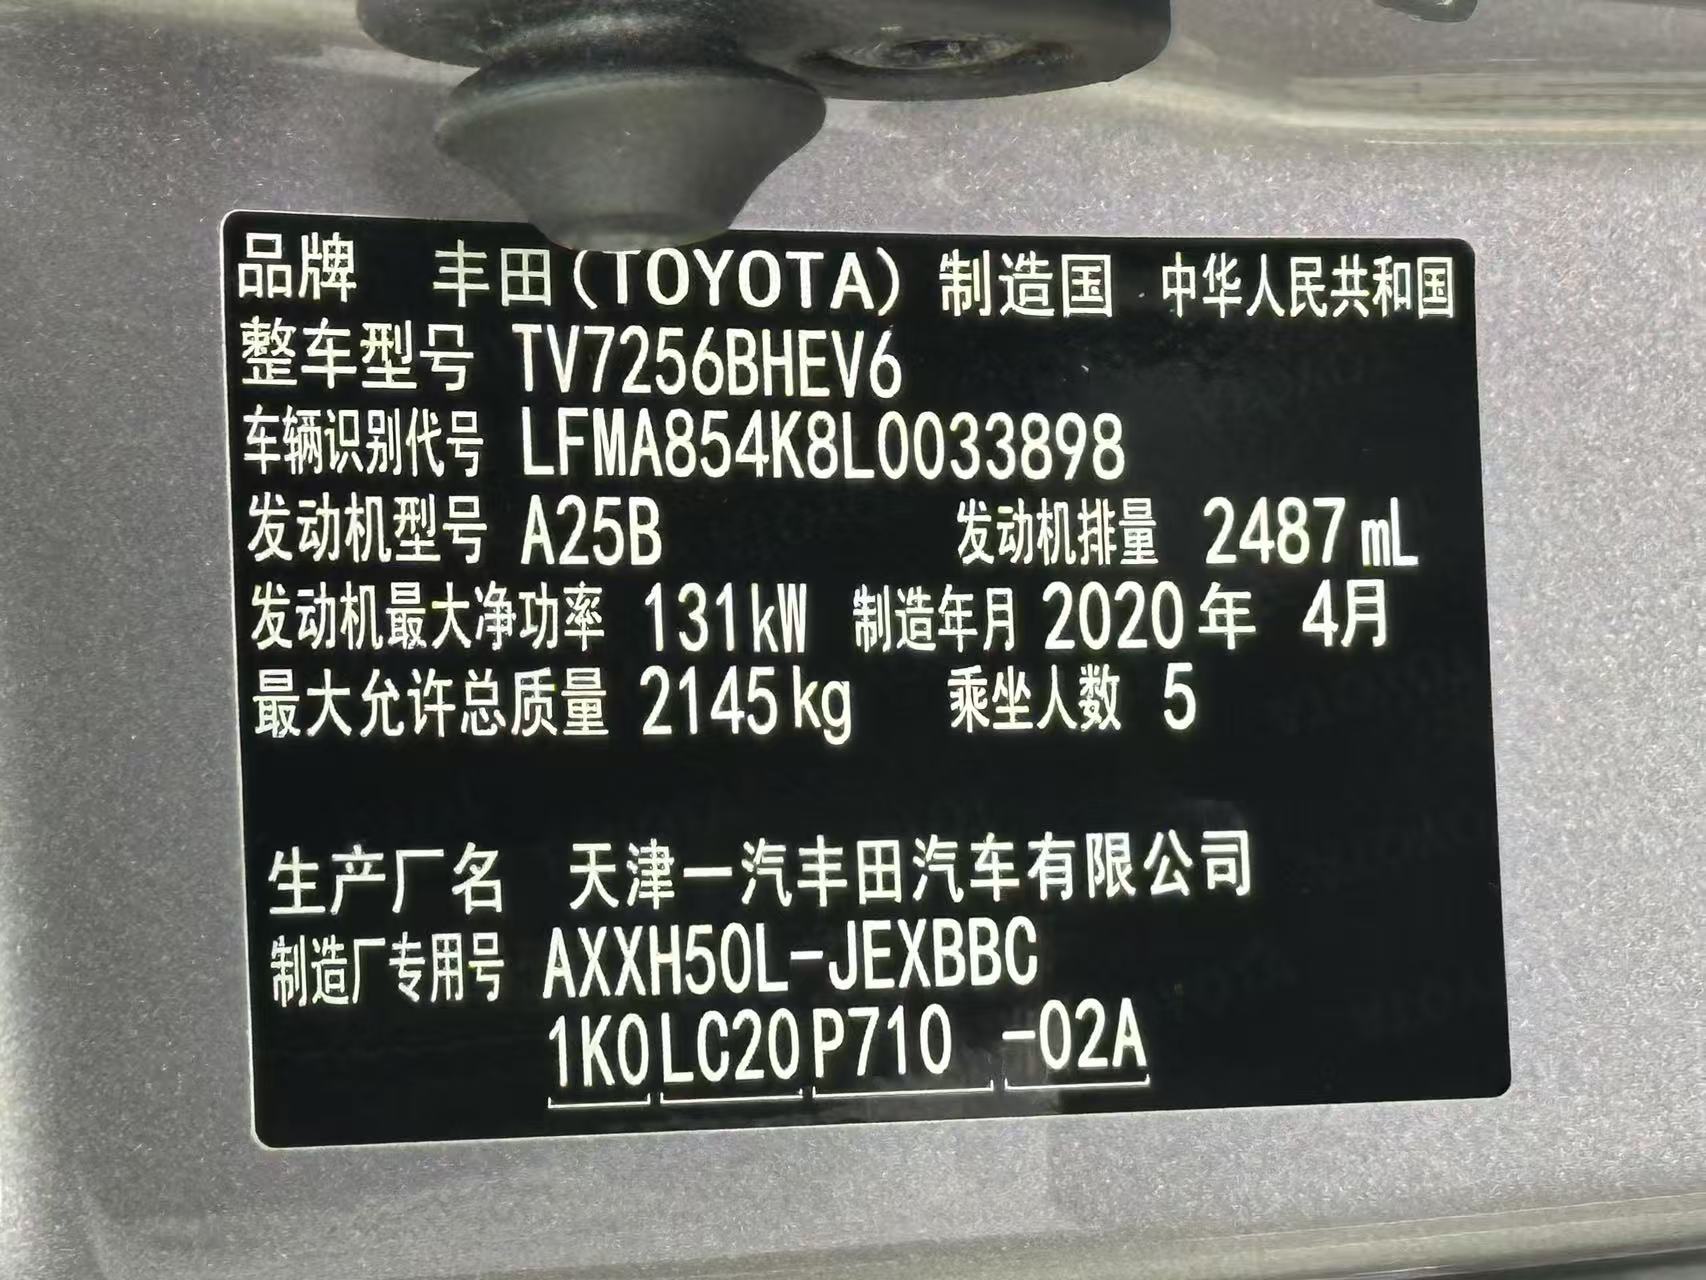 品牌 丰田(TOYOTA) 制造国 中华人民共和国
整车型号 TV7256BHEV6
车辆识别代号 LFMA854K8L0033898
发动机型号 A25B 发动机排量 2487mL
发动机最大净功率 131kW 制造年月 2020年 4月
最大允许总质量 2145kg 乘坐人数 5
生产厂名 天津一汽丰田汽车有限公司
制造厂专用号 AXXH50L-JEXBBC
1K0LC20P710 -02A